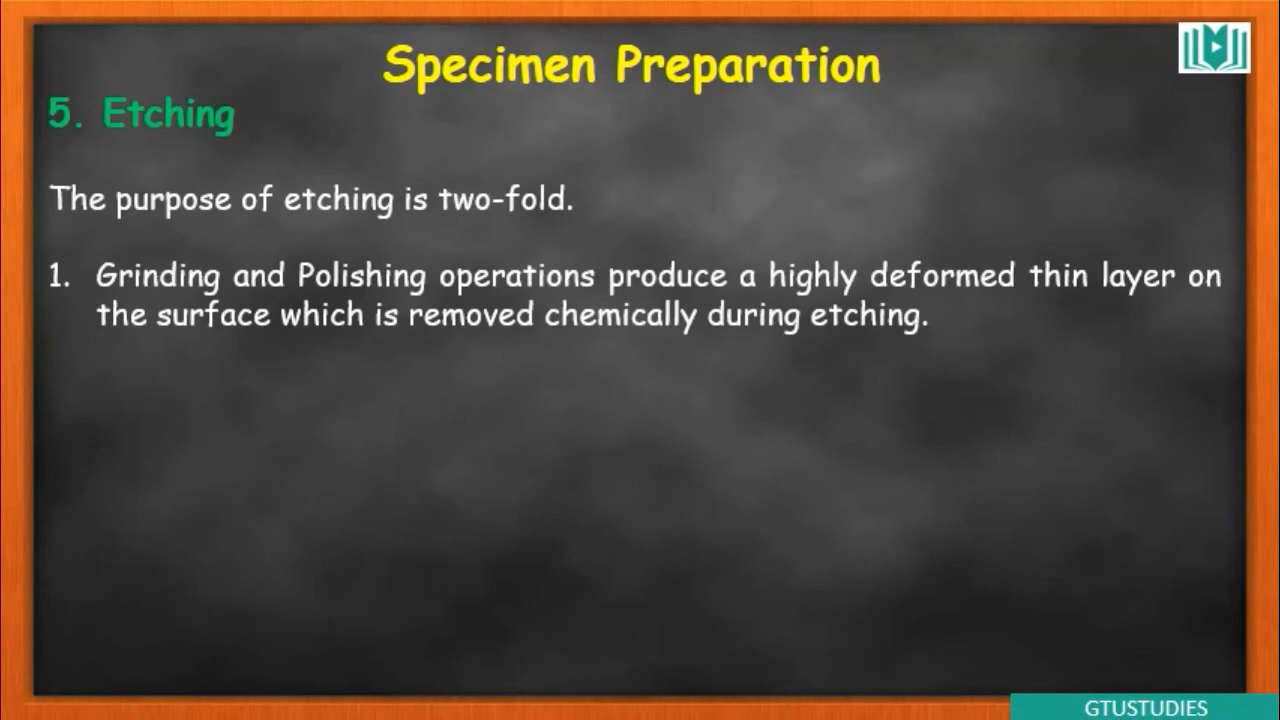 Specimen Preparation
5. Etching
The purpose of etching is two-fold.
1. Grinding and Polishing operations produce a highly deformed thin layer on
the surface which is removed chemically during etching.
GTUSTUDIES